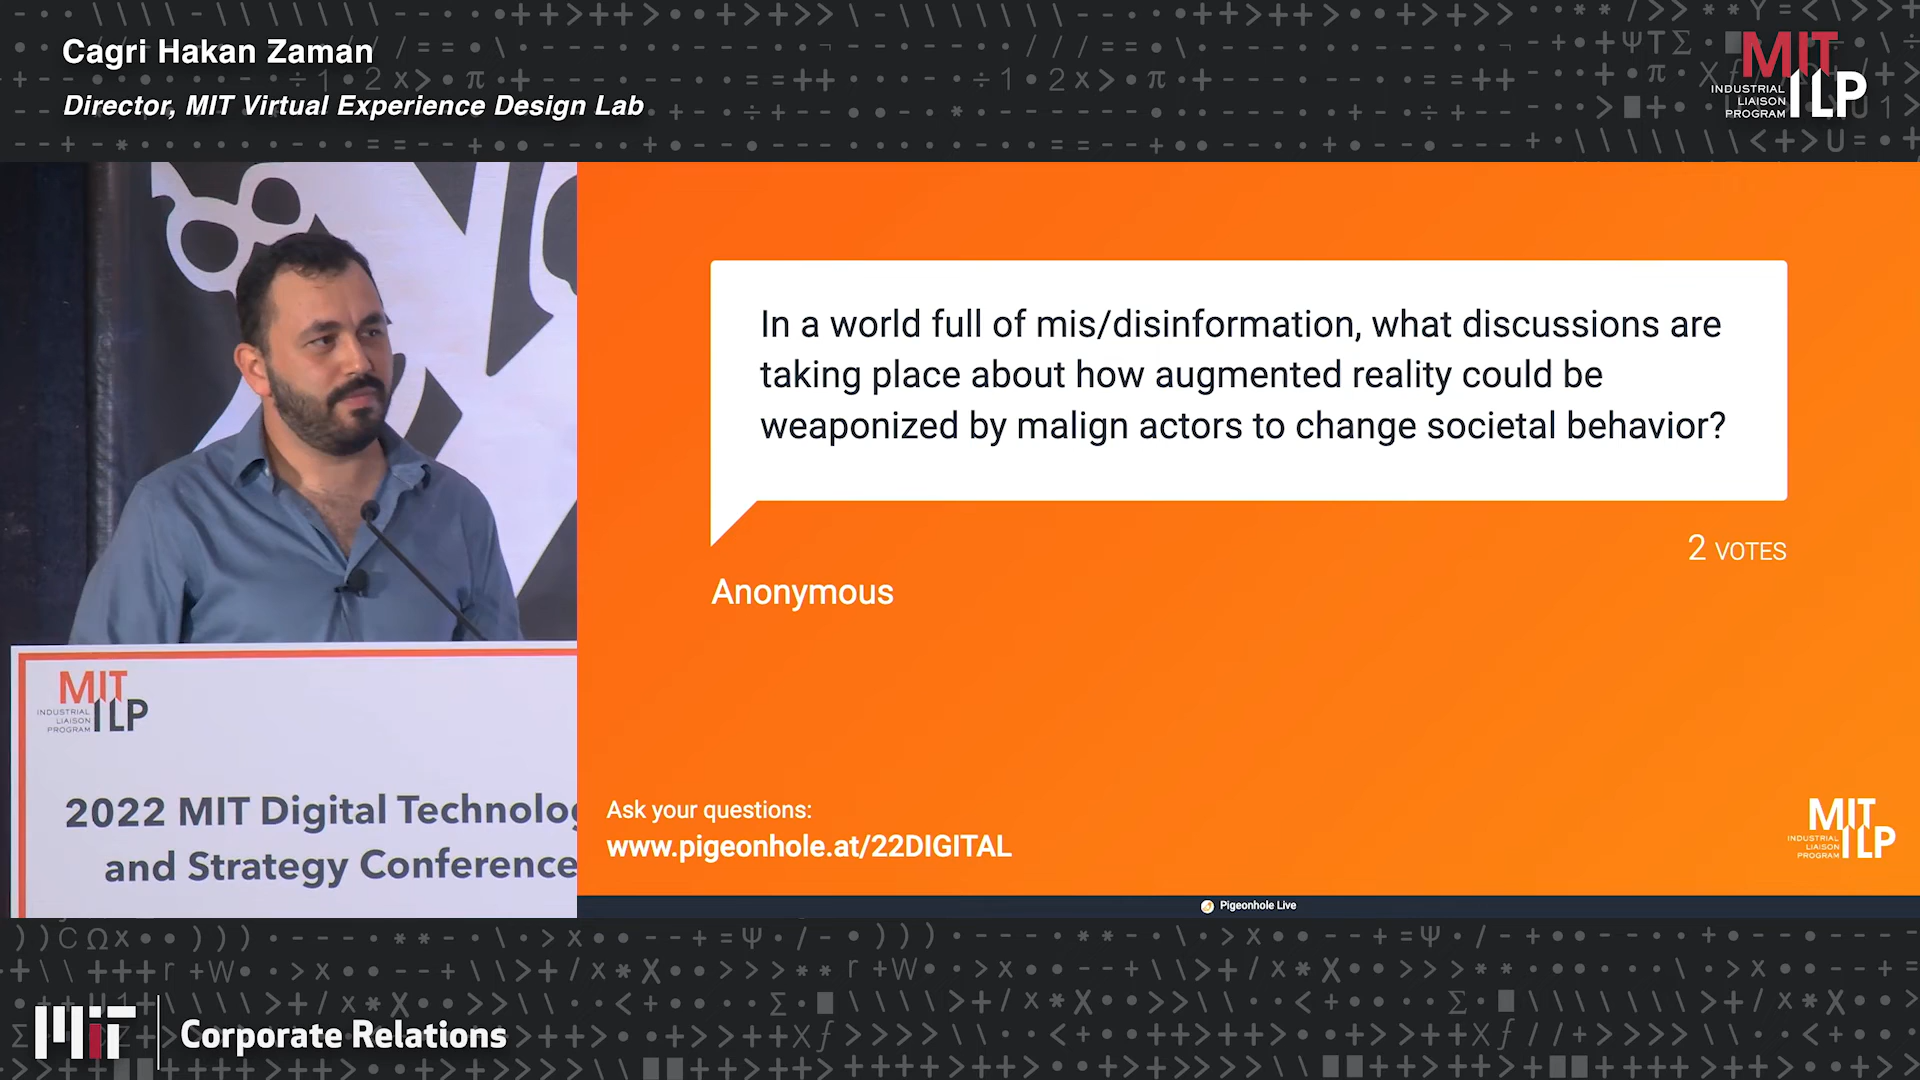 Cagri Hakan Zaman
Director, MIT Virtual Experience Design Lab
MIT
INDUSTRIAL
LIAISON
PROGRAM
ILP
In a world full of mis/disinformation, what discussions are
taking place about how augmented reality could be
weaponized by malign actors to change societal behavior?
2 VOTES
Anonymous
MIT
INDUSTRIAL
LIAISON
PROGRAM
ILP
2022 MIT Digital Technolog
and Strategy Conference
Ask your questions:
www.pigeonhole.at/22DIGITAL
MIT
INDUSTRIAL
LIAISON
PROGRAM
ILP
Pigeonhole Live
MIT
Corporate Relations